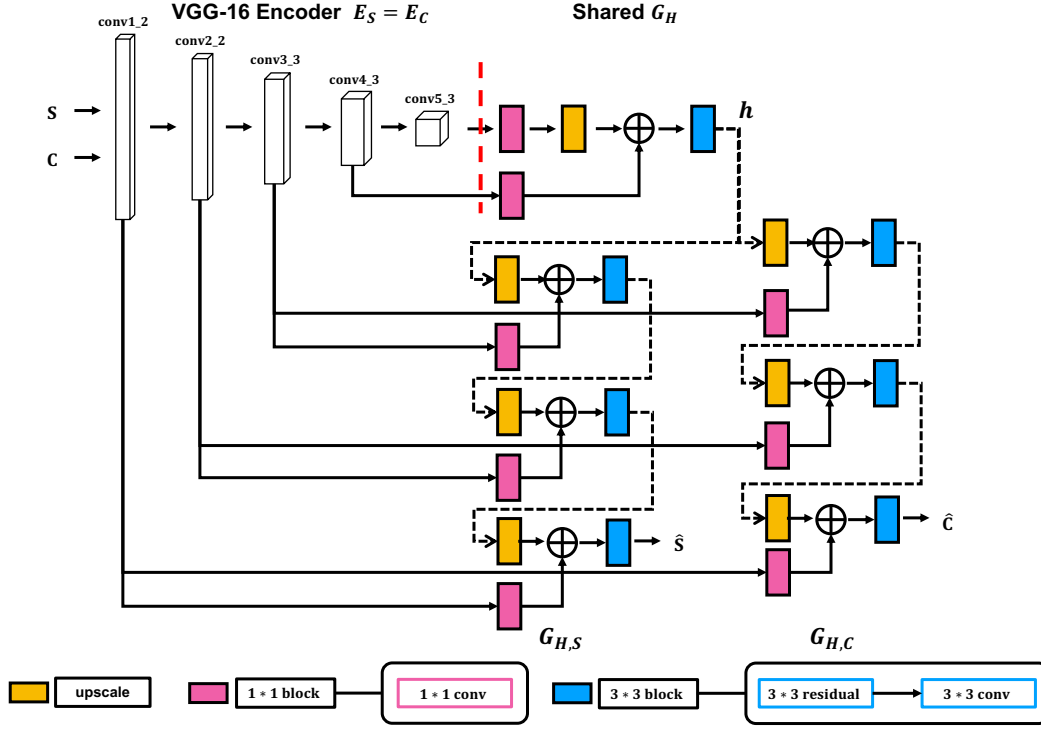 VGG-16 Encoder E_S = E_C
Shared G_H
conv1_2
conv2_2
conv3_3
conv4_3
conv5_3
S
C
h
Ŝ
Ĉ
G_{H,S}
G_{H,C}
upscale
1 * 1 block
1 * 1 conv
3 * 3 block
3 * 3 residual
3 * 3 conv